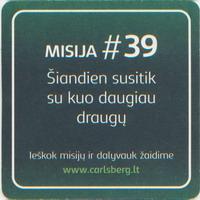 MISIJA #39
Šiandien susitik
su kuo daugiau
draugų
Ieškok misijų ir dalyvauk žaidime
www.carlsberg.lt